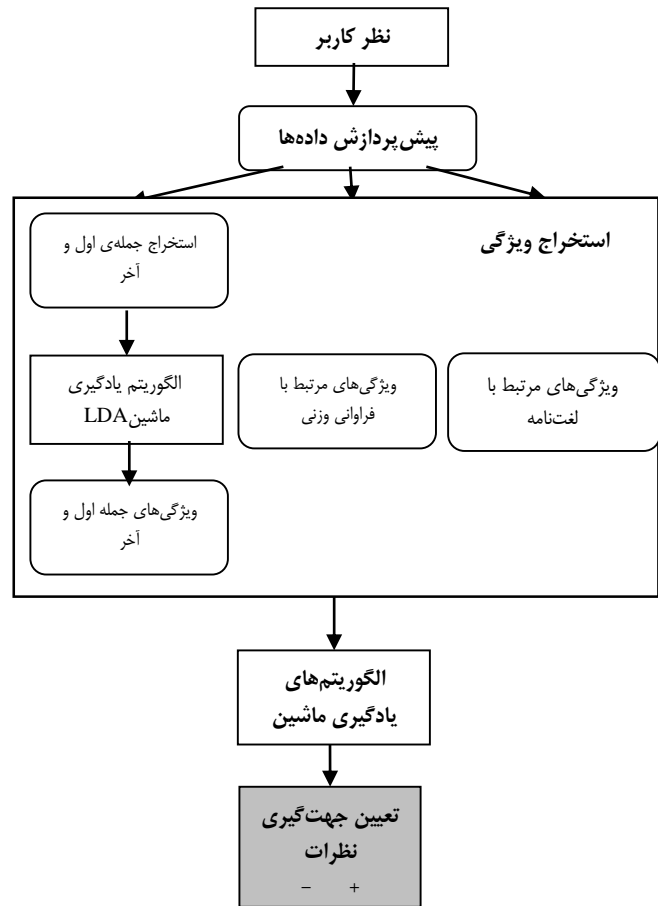 نظر کاربر
پیش‌پردازش داده‌ها
استخراج ویژگی
استخراج جمله‌ی اول و
آخر
الگوریتم یادگیری
ماشینLDA
ویژگی‌های مرتبط با
فراوانی وزنی
ویژگی‌های مرتبط با
لغت‌نامه
ویژگی‌های جمله اول و
آخر
الگوریتم‌های
یادگیری ماشین
تعیین جهت‌گیری
نظرات
+ –